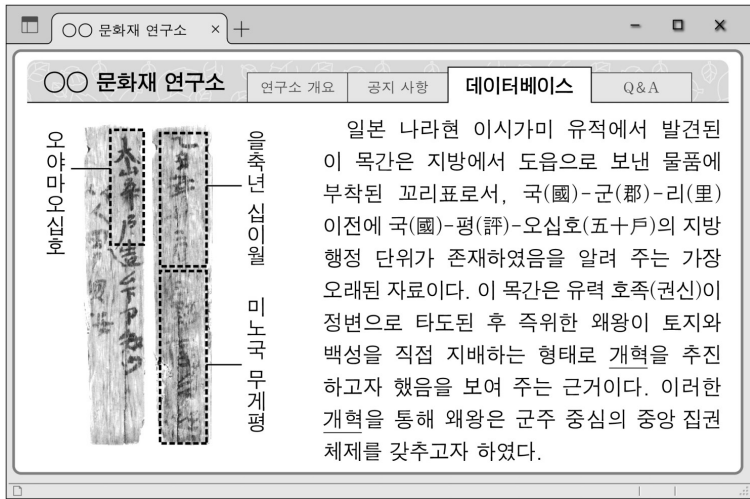 ○○ 문화재 연구소 ×
○○ 문화재 연구소
연구소 개요
공지 사항
데이터베이스
Q&A
오야마오십호
을축년 십이월
미노국 무게평
일본 나라현 이시가미 유적에서 발견된
이 목간은 지방에서 도읍으로 보낸 물품에
부착된 꼬리표로서, 국(國)-군(郡)-리(里)
이전에 국(國)-평(評)-오십호(五十戶)의 지방
행정 단위가 존재하였음을 알려 주는 가장
오래된 자료이다. 이 목간은 유력 호족(권신)이
정변으로 타도된 후 즉위한 왜왕이 토지와
백성을 직접 지배하는 형태로 개혁을 추진
하고자 했음을 보여 주는 근거이다. 이러한
개혁을 통해 왜왕은 군주 중심의 중앙 집권
체제를 갖추고자 하였다.